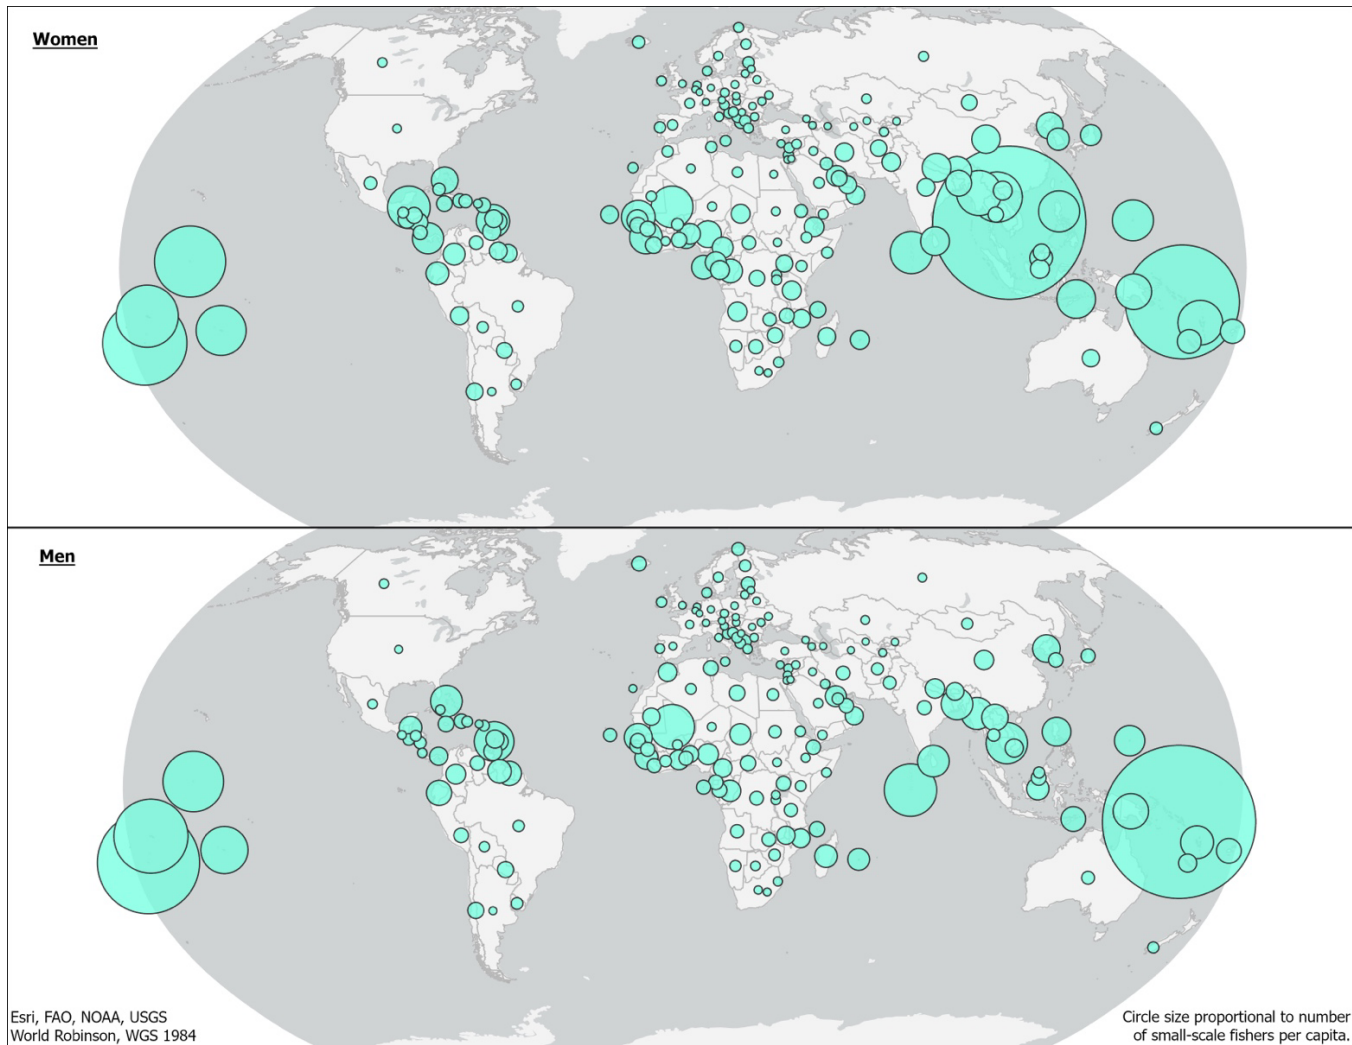 Women
Men
Esri, FAO, NOAA, USGS
World Robinson, WGS 1984
Circle size proportional to number
of small-scale fishers per capita.